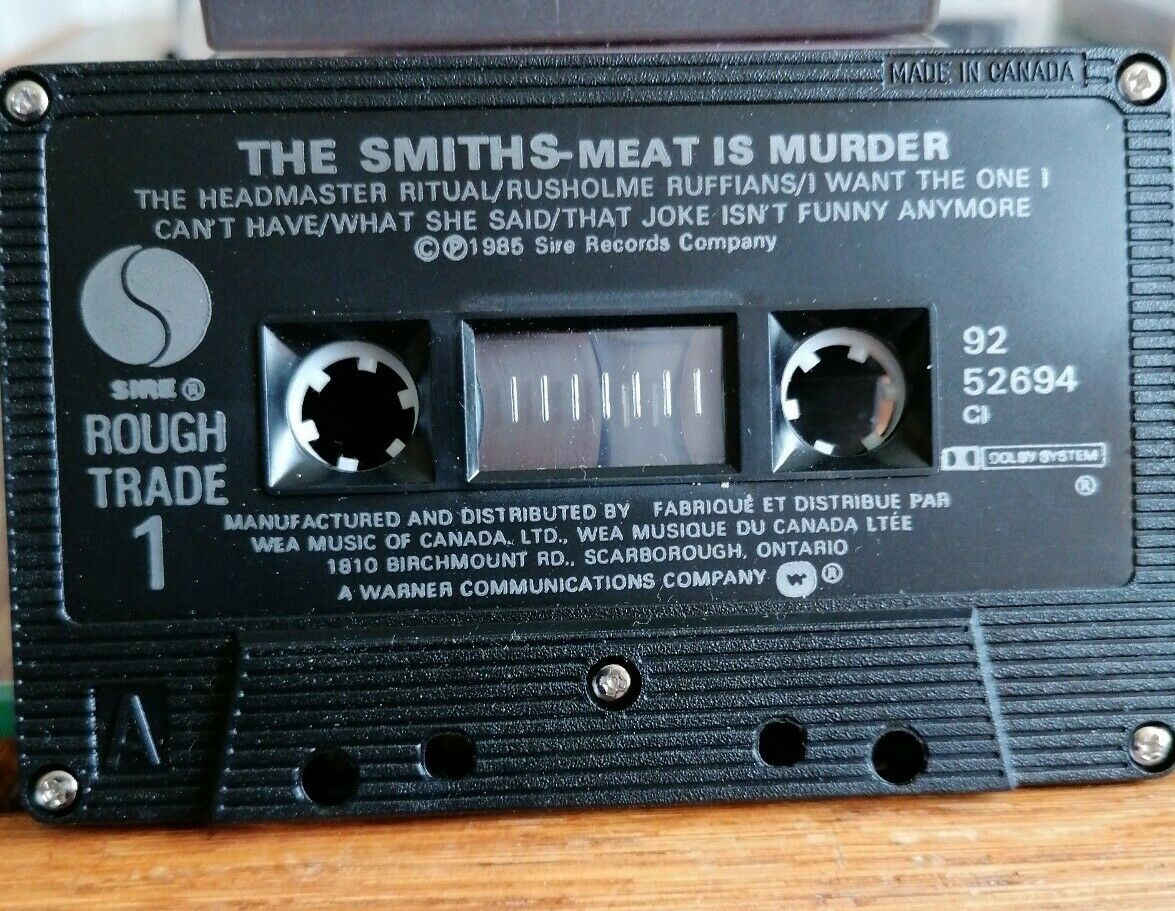 MADE IN CANADA
THE SMITHS-MEAT IS MURDER
THE HEADMASTER RITUAL/RUSHOLME RUFFIANS/I WANT THE ONE I
CAN'T HAVE/WHAT SHE SAID/THAT JOKE ISN'T FUNNY ANYMORE
©℗1985 Sire Records Company
SIRE ®
ROUGH
TRADE
1
92
52694
CI
DOLBY SYSTEM
®
MANUFACTURED AND DISTRIBUTED BY FABRIQUÉ ET DISTRIBUE PAR
WEA MUSIC OF CANADA, LTD., WEA MUSIQUE DU CANADA LTÉE
1810 BIRCHMOUNT RD., SCARBOROUGH, ONTARIO
A WARNER COMMUNICATIONS COMPANY W ®
A